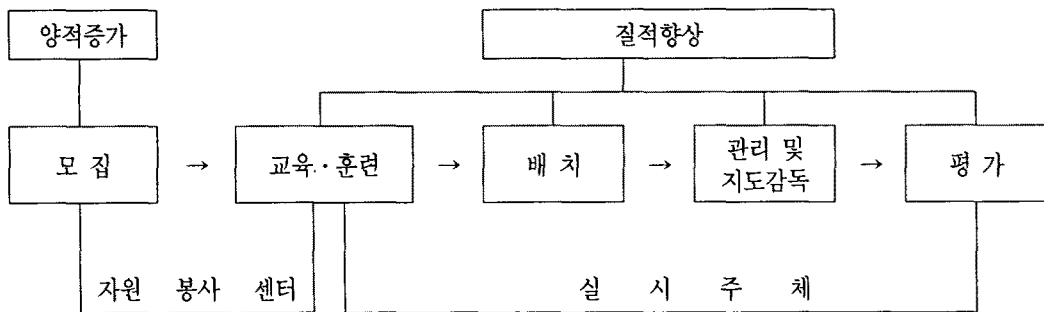 양적증가 질적향상
모 집 → 교육·훈련 → 배 치 → 관리 및 지도감독 → 평 가
자원 봉사 센터 실 시 주 체